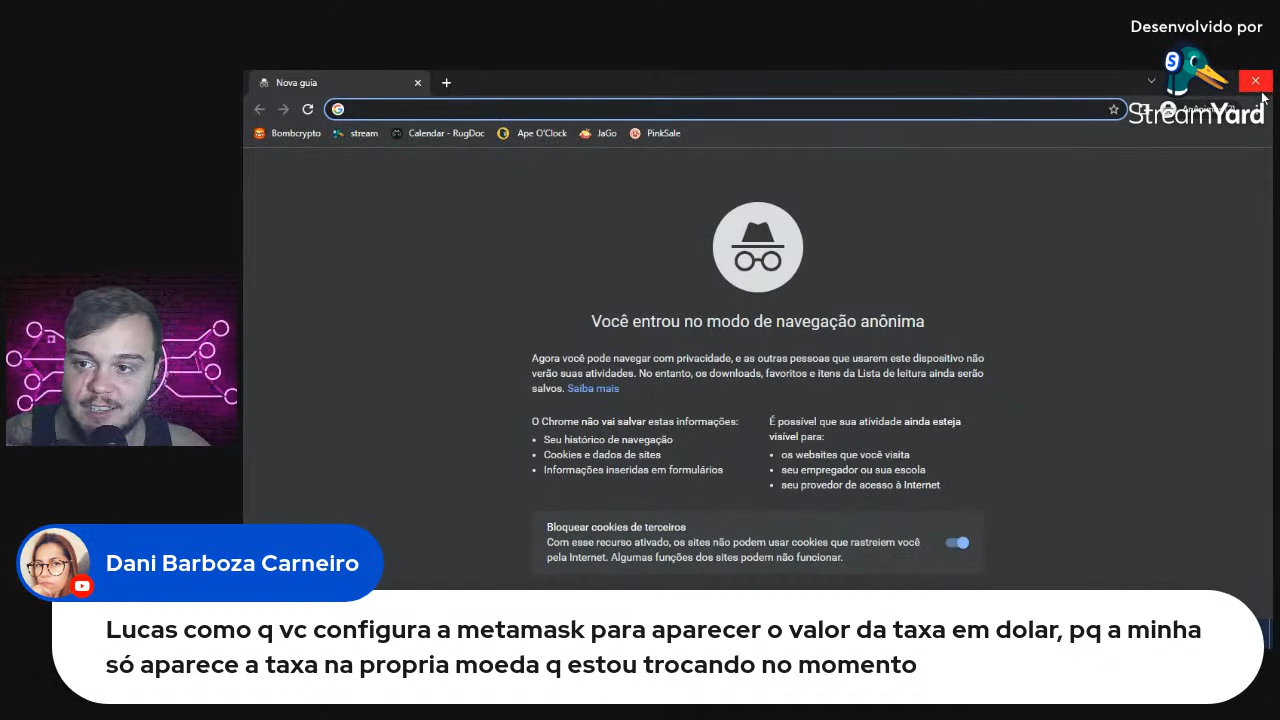 Desenvolvido por
StreamYard
Nova guia
Bombcrypto
stream
Calendar - RugDoc
Ape O'Clock
JaGo
PinkSale
Você entrou no modo de navegação anônima
Agora você pode navegar com privacidade, e as outras pessoas que usarem este dispositivo não
verão suas atividades. No entanto, os downloads, favoritos e itens da Lista de leitura ainda serão
salvos. Saiba mais
O Chrome não vai salvar estas informações:
• Seu histórico de navegação
• Cookies e dados de sites
• Informações inseridas em formulários
É possível que sua atividade ainda esteja
visível para:
• os websites que você visita
• seu empregador ou sua escola
• seu provedor de acesso à Internet
Bloquear cookies de terceiros
Com esse recurso ativado, os sites não podem usar cookies que rastreiem você
pela Internet. Algumas funções dos sites podem não funcionar.
Dani Barboza Carneiro
Lucas como q vc configura a metamask para aparecer o valor da taxa em dolar, pq a minha
só aparece a taxa na propria moeda q estou trocando no momento